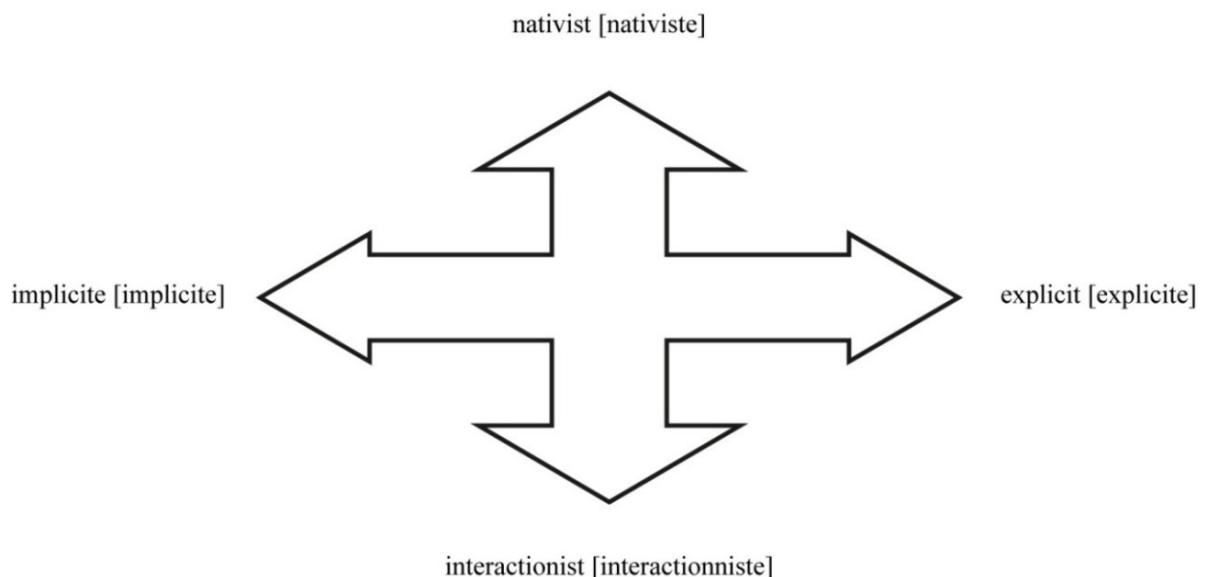 nativist [nativiste]
implicite [implicite]
explicit [explicite]
interactionist [interactionniste]